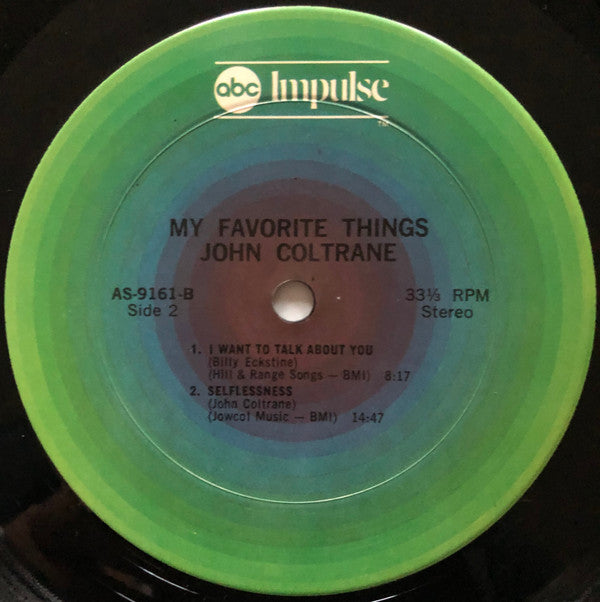 abc Impulse
TM
MY FAVORITE THINGS
JOHN COLTRANE
AS-9161-B 33⅓ RPM
Side 2 Stereo
1. I WANT TO TALK ABOUT YOU
(Billy Eckstine)
(Hill & Range Songs — BMI) 8:17
2. SELFLESSNESS
(John Coltrane)
(Jowcol Music — BMI) 14:47